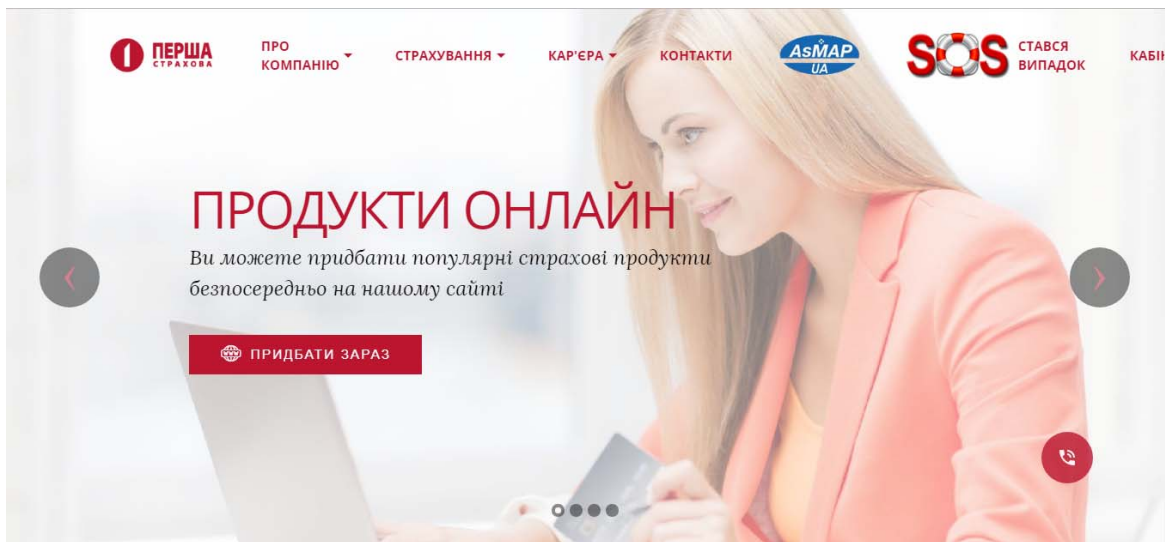 ПЕРША
СТРАХОВА
ПРО
КОМПАНІЮ
СТРАХУВАННЯ
КАР'ЄРА
КОНТАКТИ
AsMAP
UA
SOS
СТАВСЯ
ВИПАДОК
КАБІН
ПРОДУКТИ ОНЛАЙН
Ви можете придбати популярні страхові продукти
безпосередньо на нашому сайті
ПРИДБАТИ ЗАРАЗ